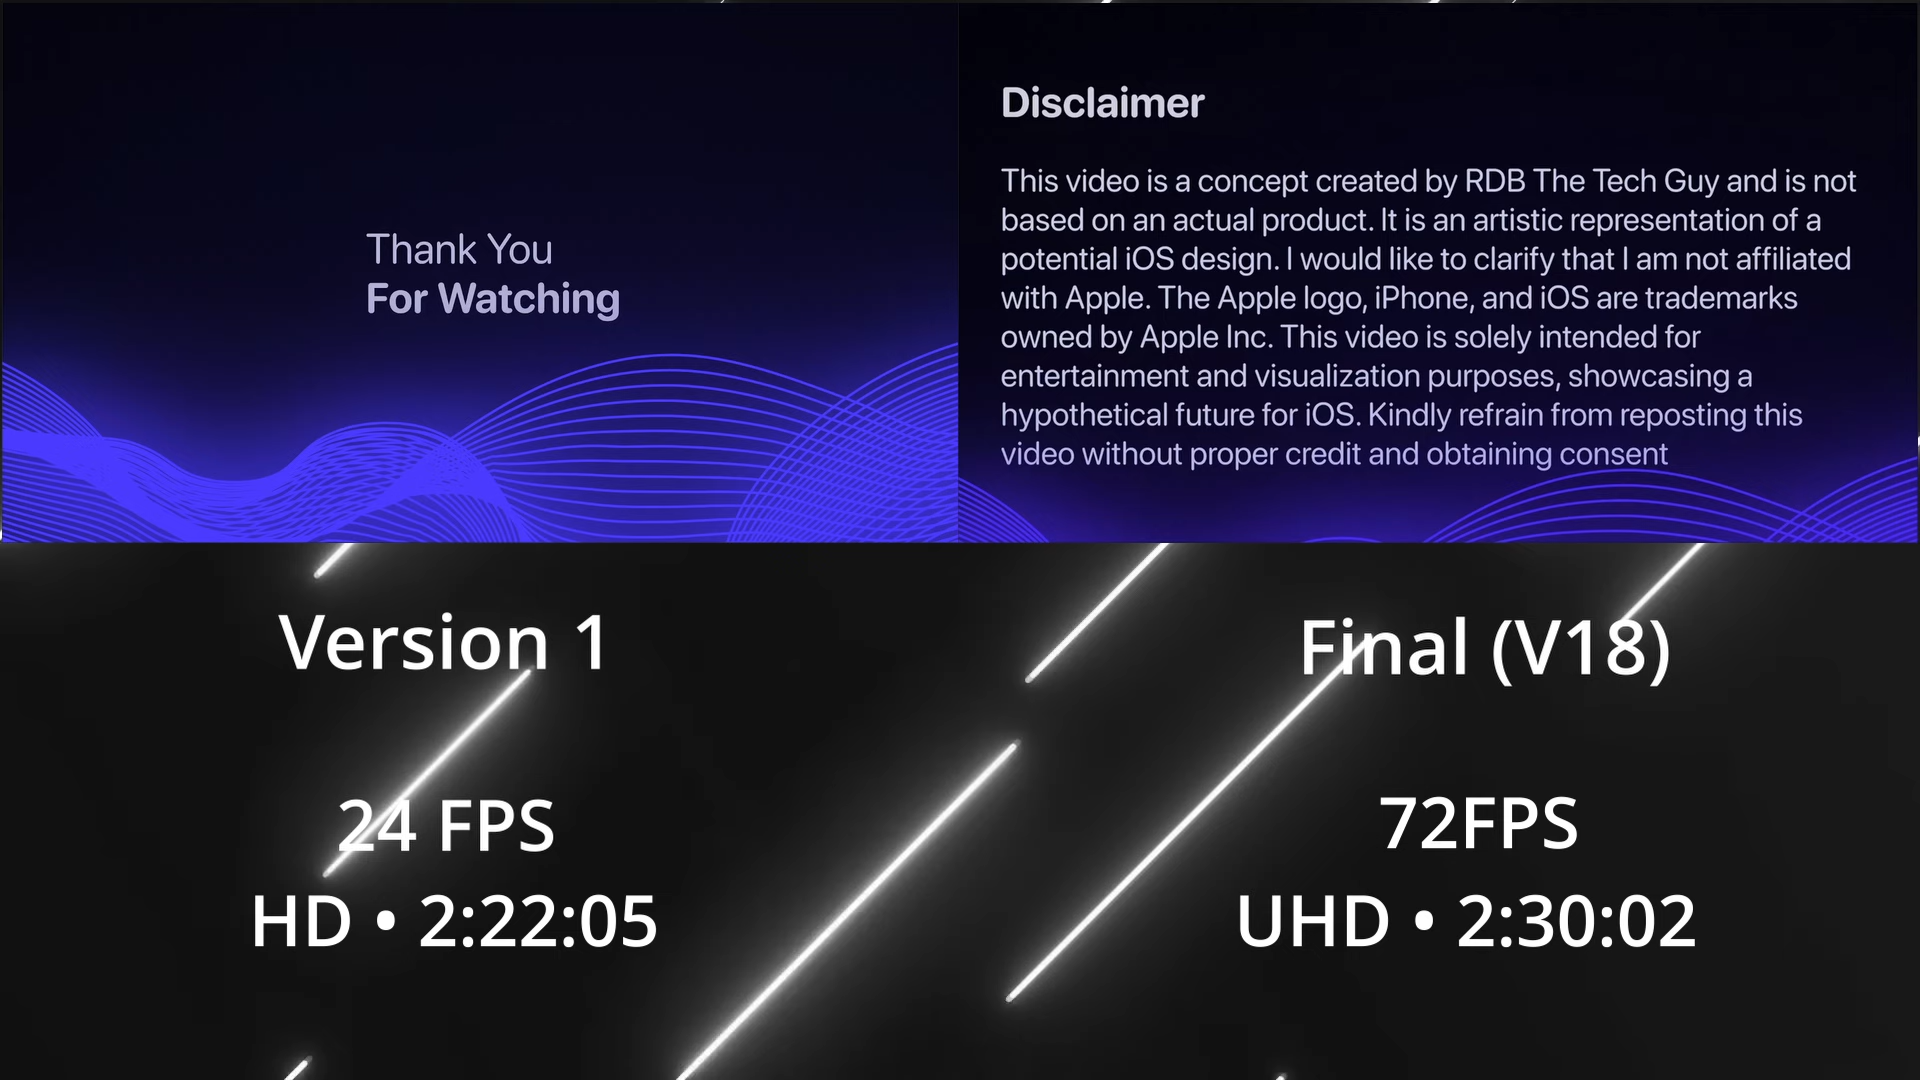 Thank You
For Watching
Disclaimer
This video is a concept created by RDB The Tech Guy and is not
based on an actual product. It is an artistic representation of a
potential iOS design. I would like to clarify that I am not affiliated
with Apple. The Apple logo, iPhone, and iOS are trademarks
owned by Apple Inc. This video is solely intended for
entertainment and visualization purposes, showcasing a
hypothetical future for iOS. Kindly refrain from reposting this
video without proper credit and obtaining consent
Version 1
24 FPS
HD • 2:22:05
Final (V18)
72FPS
UHD • 2:30:02